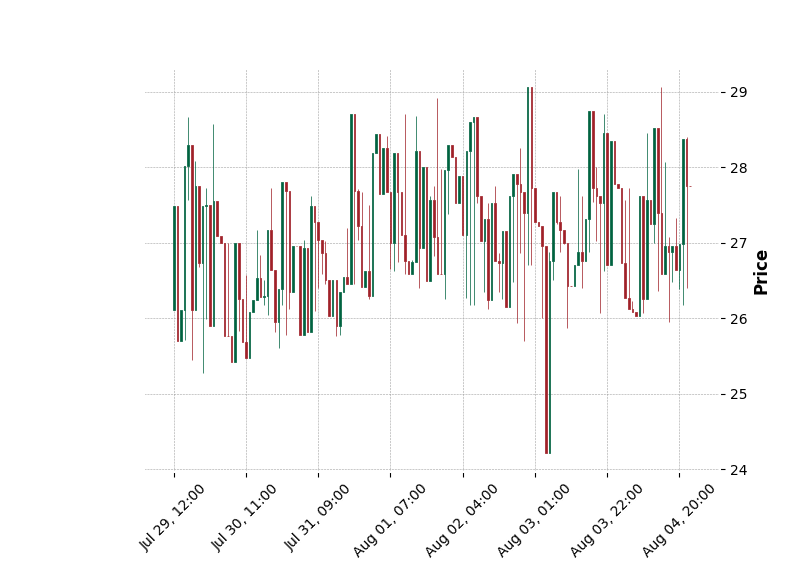 29
28
27
26
25
24
Price
Jul 29, 12:00
Jul 30, 11:00
Jul 31, 09:00
Aug 01, 07:00
Aug 02, 04:00
Aug 03, 01:00
Aug 03, 22:00
Aug 04, 20:00